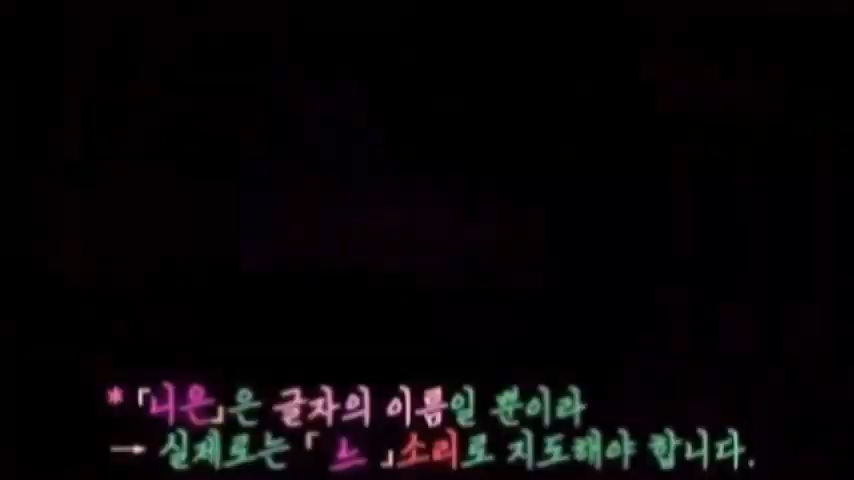 *「니은」은 글자의 이름일 뿐이라
→ 실제로는 「느」소리로 지도해야 합니다.